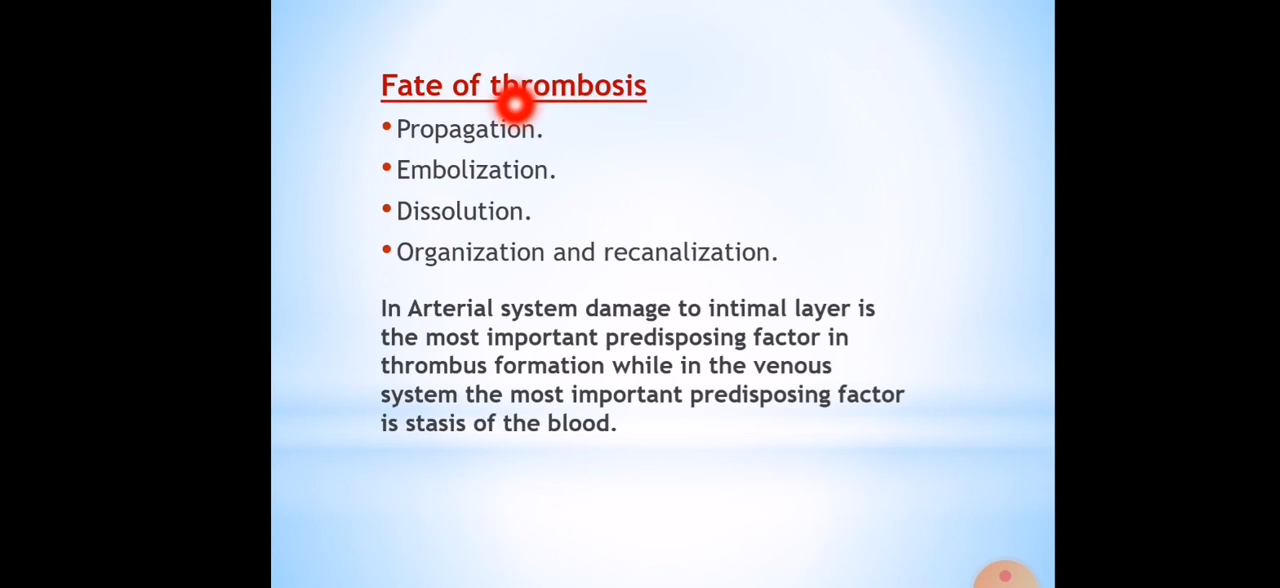 Fate of thrombosis
•Propagation.
•Embolization.
•Dissolution.
•Organization and recanalization.
In Arterial system damage to intimal layer is
the most important predisposing factor in
thrombus formation while in the venous
system the most important predisposing factor
is stasis of the blood.